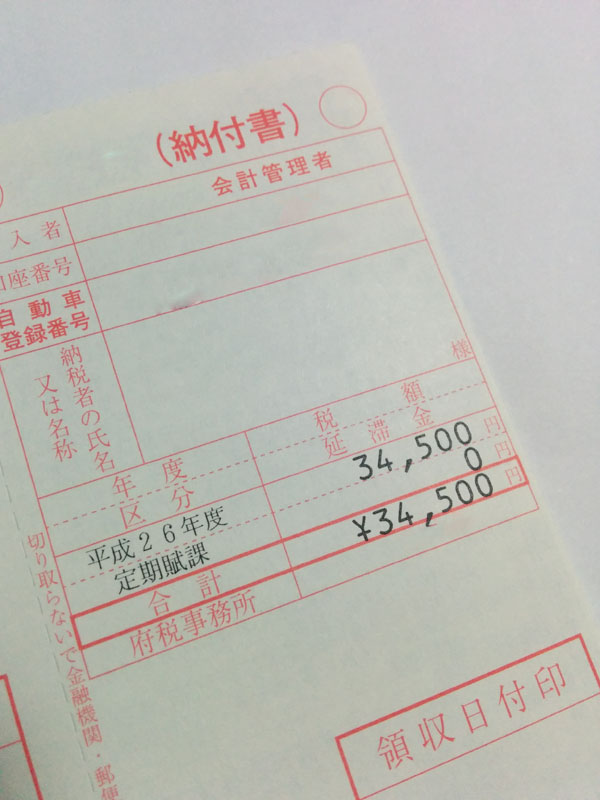 (納付書)
会計管理者
入者
口座番号
自動車
登録番号
納税者の氏名
又は名称
様
年度
区分
税額
延滞金
平成26年度
定期賦課
34,500円
0円
合計
¥34,500円
府税事務所
切り取らないで金融機関・郵便
領収日付印